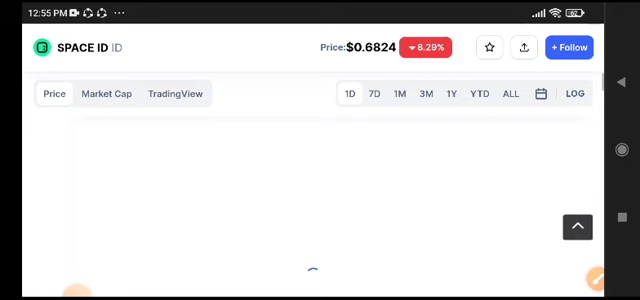 12:55 PM ... 62
SPACE ID ID Price:$0.6824 8.29% + Follow
Price Market Cap TradingView 1D 7D 1M 3M 1Y YTD ALL LOG